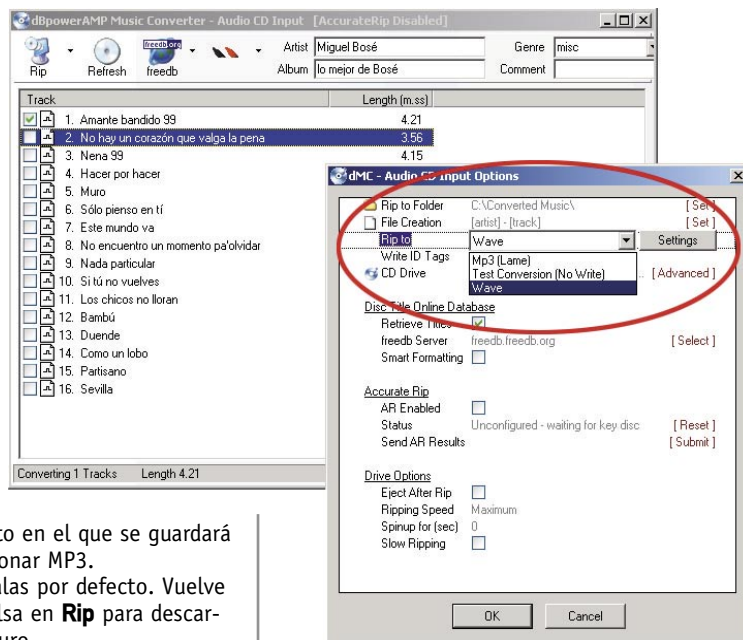 dBpowerAMP Music Converter - Audio CD Input [AccurateRip Disabled]
Rip
Refresh
freedb.org
freedb
Artist Miguel Bosé
Genre misc
Album lo mejor de Bosé
Comment
Track Length (m.ss)
1. Amante bandido 99 4.21
2. No hay un corazón que valga la pena 3.56
3. Nena 99 4.15
4. Hacer por hacer
5. Muro
6. Sólo pienso en tí
7. Este mundo va
8. No encuentro un momento pa'olvidar
9. Nada particular
10. Si tú no vuelves
11. Los chicos no lloran
12. Bambú
13. Duende
14. Como un lobo
15. Partisano
16. Sevilla
Converting 1 Tracks Length 4.21
dMC - Audio CD Input Options
Rip to Folder C:\Converted Music\ [ Set ]
File Creation [artist] - [track] [ Set ]
Rip to Wave Settings
Write ID Tags
Mp3 (Lame)
Test Conversion (No Write)
Wave
CD Drive ... [ Advanced ]
Disc Title Online Database
Retrieve Titles
freedb Server freedb.freedb.org [ Select ]
Smart Formatting
Accurate Rip
AR Enabled
Status Unconfigured - waiting for key disc [ Reset ]
Send AR Results [ Submit ]
Drive Options
Eject After Rip
Ripping Speed Maximum
Spinup for (sec) 0
Slow Ripping
OK Cancel
to en el que se guardará
onar MP3.
las por defecto. Vuelve
lsa en Rip para descar-